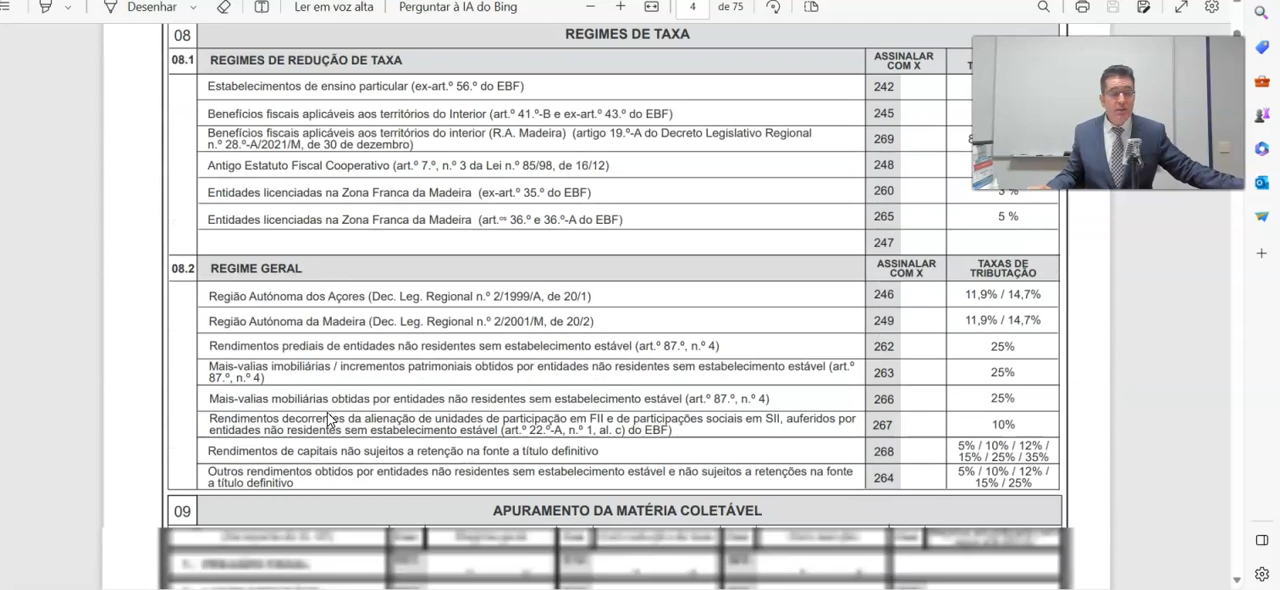 Desenhar
Ler em voz alta
Perguntar à IA do Bing
4
de 75
08
REGIMES DE TAXA
08.1
REGIMES DE REDUÇÃO DE TAXA
ASSINALAR
COM X
Estabelecimentos de ensino particular (ex-art.º 56.º do EBF)
242
Benefícios fiscais aplicáveis aos territórios do Interior (art.º 41.º-B e ex-art.º 43.º do EBF)
245
Benefícios fiscais aplicáveis aos territórios do interior (R.A. Madeira) (artigo 19.º-A do Decreto Legislativo Regional
n.º 28.º-A/2021/M, de 30 de dezembro)
269
Antigo Estatuto Fiscal Cooperativo (art.º 7.º, n.º 3 da Lei n.º 85/98, de 16/12)
248
Entidades licenciadas na Zona Franca da Madeira (ex-art.º 35.º do EBF)
260
Entidades licenciadas na Zona Franca da Madeira (art.ºs 36.º e 36.º-A do EBF)
265
5 %
247
08.2
REGIME GERAL
ASSINALAR
COM X
TAXAS DE
TRIBUTAÇÃO
Região Autónoma dos Açores (Dec. Leg. Regional n.º 2/1999/A, de 20/1)
246
11,9% / 14,7%
Região Autónoma da Madeira (Dec. Leg. Regional n.º 2/2001/M, de 20/2)
249
11,9% / 14,7%
Rendimentos prediais de entidades não residentes sem estabelecimento estável (art.º 87.º, n.º 4)
262
25%
Mais-valias imobiliárias / incrementos patrimoniais obtidos por entidades não residentes sem estabelecimento estável (art.º
87.º, n.º 4)
263
25%
Mais-valias mobiliárias obtidas por entidades não residentes sem estabelecimento estável (art.º 87.º, n.º 4)
266
25%
Rendimentos decorrentes da alienação de unidades de participação em FII e de participações sociais em SII, auferidos por
entidades não residentes sem estabelecimento estável (art.º 22.º-A, n.º 1, al. c) do EBF)
267
10%
Rendimentos de capitais não sujeitos a retenção na fonte a título definitivo
268
5% / 10% / 12% /
15% / 25% / 35%
Outros rendimentos obtidos por entidades não residentes sem estabelecimento estável e não sujeitos a retenções na fonte
a título definitivo
264
5% / 10% / 12% /
15% / 25%
09
APURAMENTO DA MATÉRIA COLETÁVEL